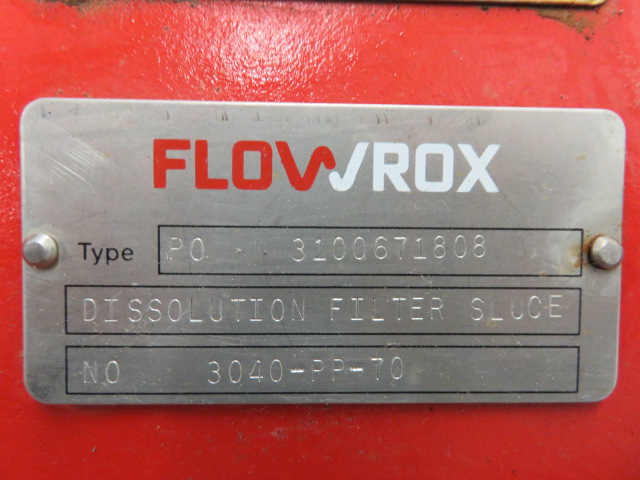 FLOWROX
Type PO 3100671808
DISSOLUTION FILTER SLUCE
NO 3040-PP-70